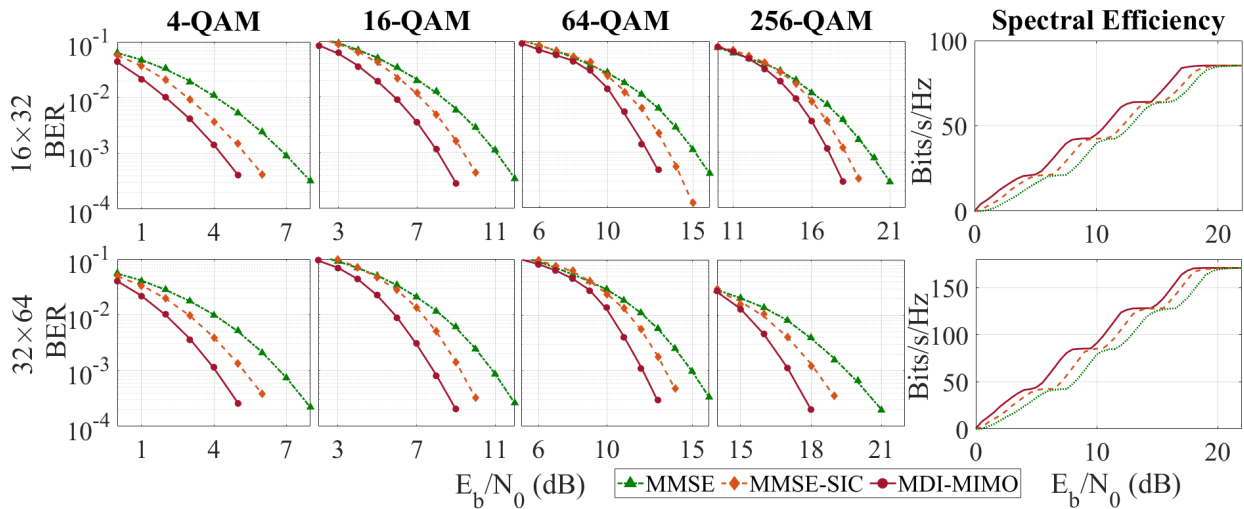 4-QAM 16-QAM 64-QAM 256-QAM Spectral Efficiency
16×32
BER
10^-1
10^-2
10^-3
10^-4
1 4 7
3 7 11
6 10 15
11 16 21
Bits/s/Hz
100
50
0
0 10 20
32×64
BER
10^-1
10^-2
10^-3
10^-4
1 4 7
3 7 11
6 10 15
15 18 21
Bits/s/Hz
150
100
50
0
0 10 20
E_b/N_0 (dB)
MMSE MMSE-SIC MDI-MIMO
E_b/N_0 (dB)